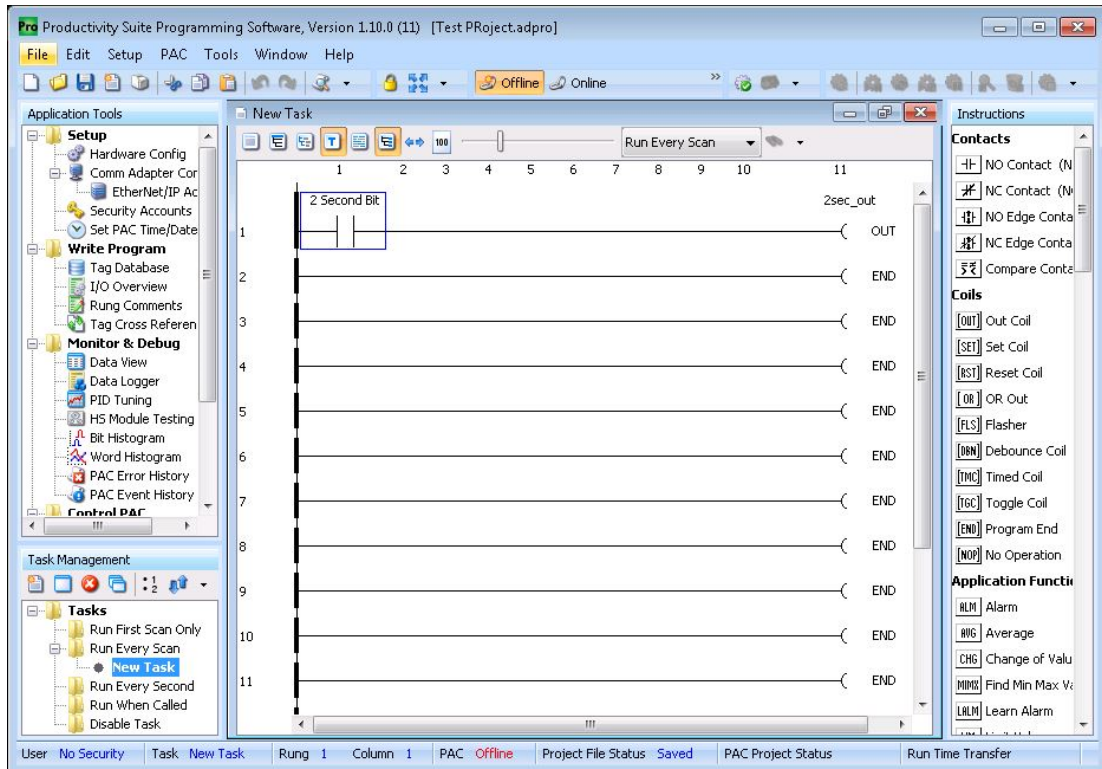 Pro Productivity Suite Programming Software, Version 1.10.0 (11) [Test PRoject.adpro]
File Edit Setup PAC Tools Window Help
Offline Online »
Application Tools
Setup
Hardware Config
Comm Adapter Cor
EtherNet/IP Ac
Security Accounts
Set PAC Time/Date
Write Program
Tag Database
I/O Overview
Rung Comments
Tag Cross Referen
Monitor & Debug
Data View
Data Logger
PID Tuning
HS Module Testing
Bit Histogram
Word Histogram
PAC Error History
PAC Event History
Control PAC
Task Management
Tasks
Run First Scan Only
Run Every Scan
New Task
Run Every Second
Run When Called
Disable Task
New Task
T 100 Run Every Scan
1 2 3 4 5 6 7 8 9 10 11
2 Second Bit 2sec_out
1 OUT
2 END
3 END
4 END
5 END
6 END
7 END
8 END
9 END
10 END
11 END
Instructions
Contacts
NO Contact (N
NC Contact (N
NO Edge Conta
NC Edge Conta
Compare Conta
Coils
[OUT] Out Coil
[SET] Set Coil
[RST] Reset Coil
[OR] OR Out
[FLS] Flasher
[DBN] Debounce Coil
[TMC] Timed Coil
[TGC] Toggle Coil
[END] Program End
[NOP] No Operation
Application Functi
ALM Alarm
AVG Average
CHG Change of Valu
MIMX Find Min Max Va
LALM Learn Alarm
User No Security Task New Task Rung 1 Column 1 PAC Offline Project File Status Saved PAC Project Status Run Time Transfer